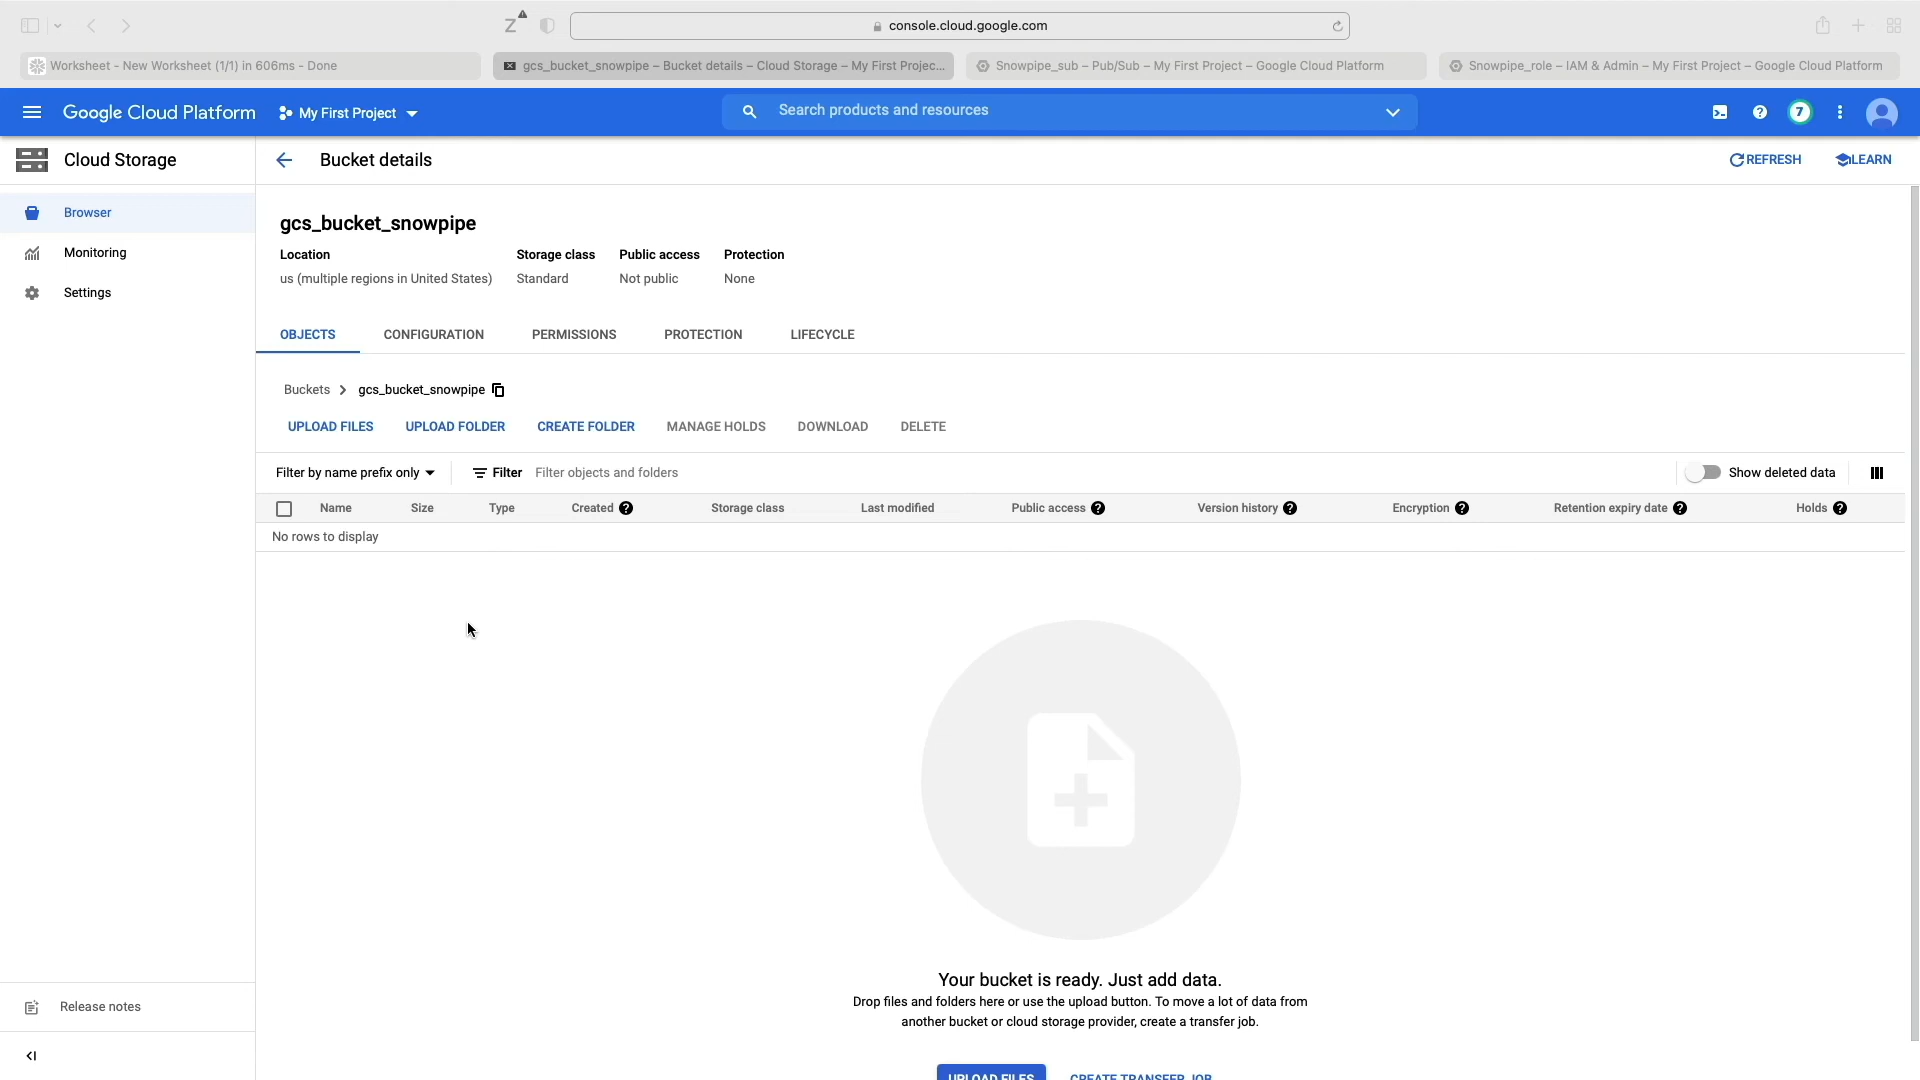 console.cloud.google.com
Worksheet - New Worksheet (1/1) in 606ms - Done
gcs_bucket_snowpipe – Bucket details – Cloud Storage – My First Projec...
Snowpipe_sub – Pub/Sub – My First Project – Google Cloud Platform
Snowpipe_role – IAM & Admin – My First Project – Google Cloud Platform
Google Cloud Platform
My First Project
Search products and resources
7
Cloud Storage
Bucket details
REFRESH
LEARN
Browser
Monitoring
Settings
gcs_bucket_snowpipe
Location Storage class Public access Protection
us (multiple regions in United States) Standard Not public None
OBJECTS CONFIGURATION PERMISSIONS PROTECTION LIFECYCLE
Buckets > gcs_bucket_snowpipe
UPLOAD FILES UPLOAD FOLDER CREATE FOLDER MANAGE HOLDS DOWNLOAD DELETE
Filter by name prefix only Filter Filter objects and folders Show deleted data
Name Size Type Created Storage class Last modified Public access Version history Encryption Retention expiry date Holds
No rows to display
Your bucket is ready. Just add data.
Drop files and folders here or use the upload button. To move a lot of data from
another bucket or cloud storage provider, create a transfer job.
UPLOAD FILES CREATE TRANSFER JOB
Release notes